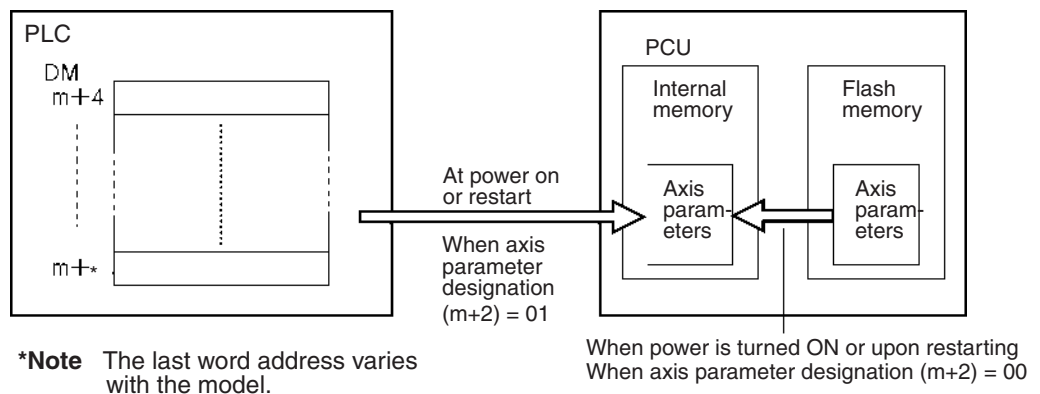 PLC
DM
m+4
m+*
At power on
or restart
When axis
parameter
designation
(m+2) = 01
PCU
Internal
memory
Axis
param-
eters
Flash
memory
Axis
param-
eters
*Note The last word address varies
with the model.
When power is turned ON or upon restarting
When axis parameter designation (m+2) = 00